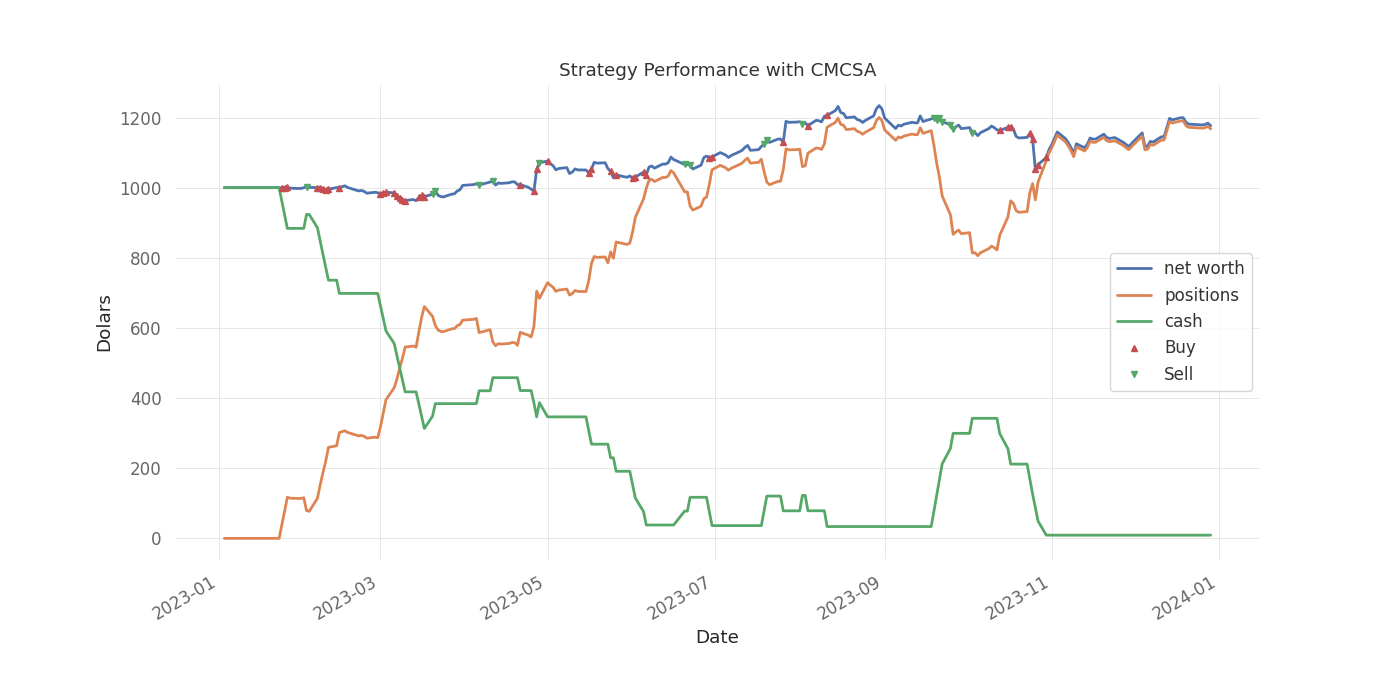 Strategy Performance with CMCSA
1200
1000
800
600
400
200
0
Dolars
net worth
positions
cash
Buy
Sell
2023-01
2023-03
2023-05
2023-07
2023-09
2023-11
2024-01
Date